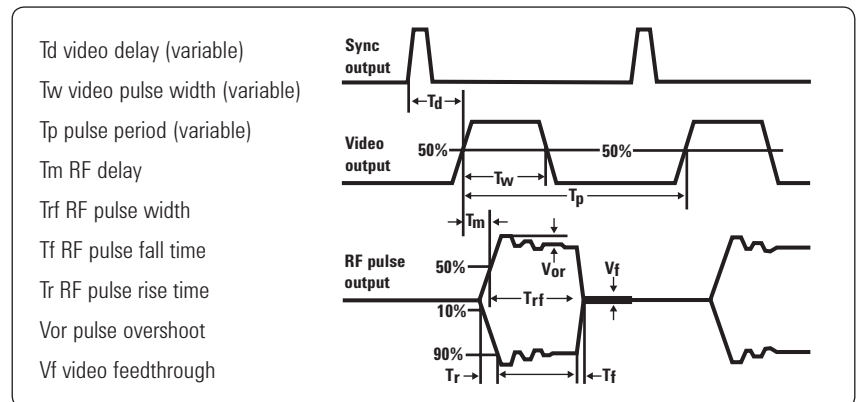 Td video delay (variable)
Tw video pulse width (variable)
Tp pulse period (variable)
Tm RF delay
Trf RF pulse width
Tf RF pulse fall time
Tr RF pulse rise time
Vor pulse overshoot
Vf video feedthrough
Sync
output
Td
Video
output
50%
50%
Tw
Tp
Tm
RF pulse
output
50%
Vor
Vf
Trf
10%
90%
Tr
Tf